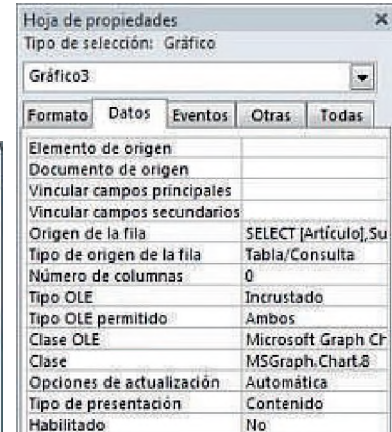 Hoja de propiedades
Tipo de selección: Gráfico
Gráfico3
Formato Datos Eventos Otras Todas
Elemento de origen
Documento de origen
Vincular campos principales
Vincular campos secundarios
Origen de la fila SELECT [Artículo],Su
Tipo de origen de la fila Tabla/Consulta
Número de columnas 0
Tipo OLE Incrustado
Tipo OLE permitido Ambos
Clase OLE Microsoft Graph Ch
Clase MSGraph.Chart.8
Opciones de actualización Automática
Tipo de presentación Contenido
Habilitado No